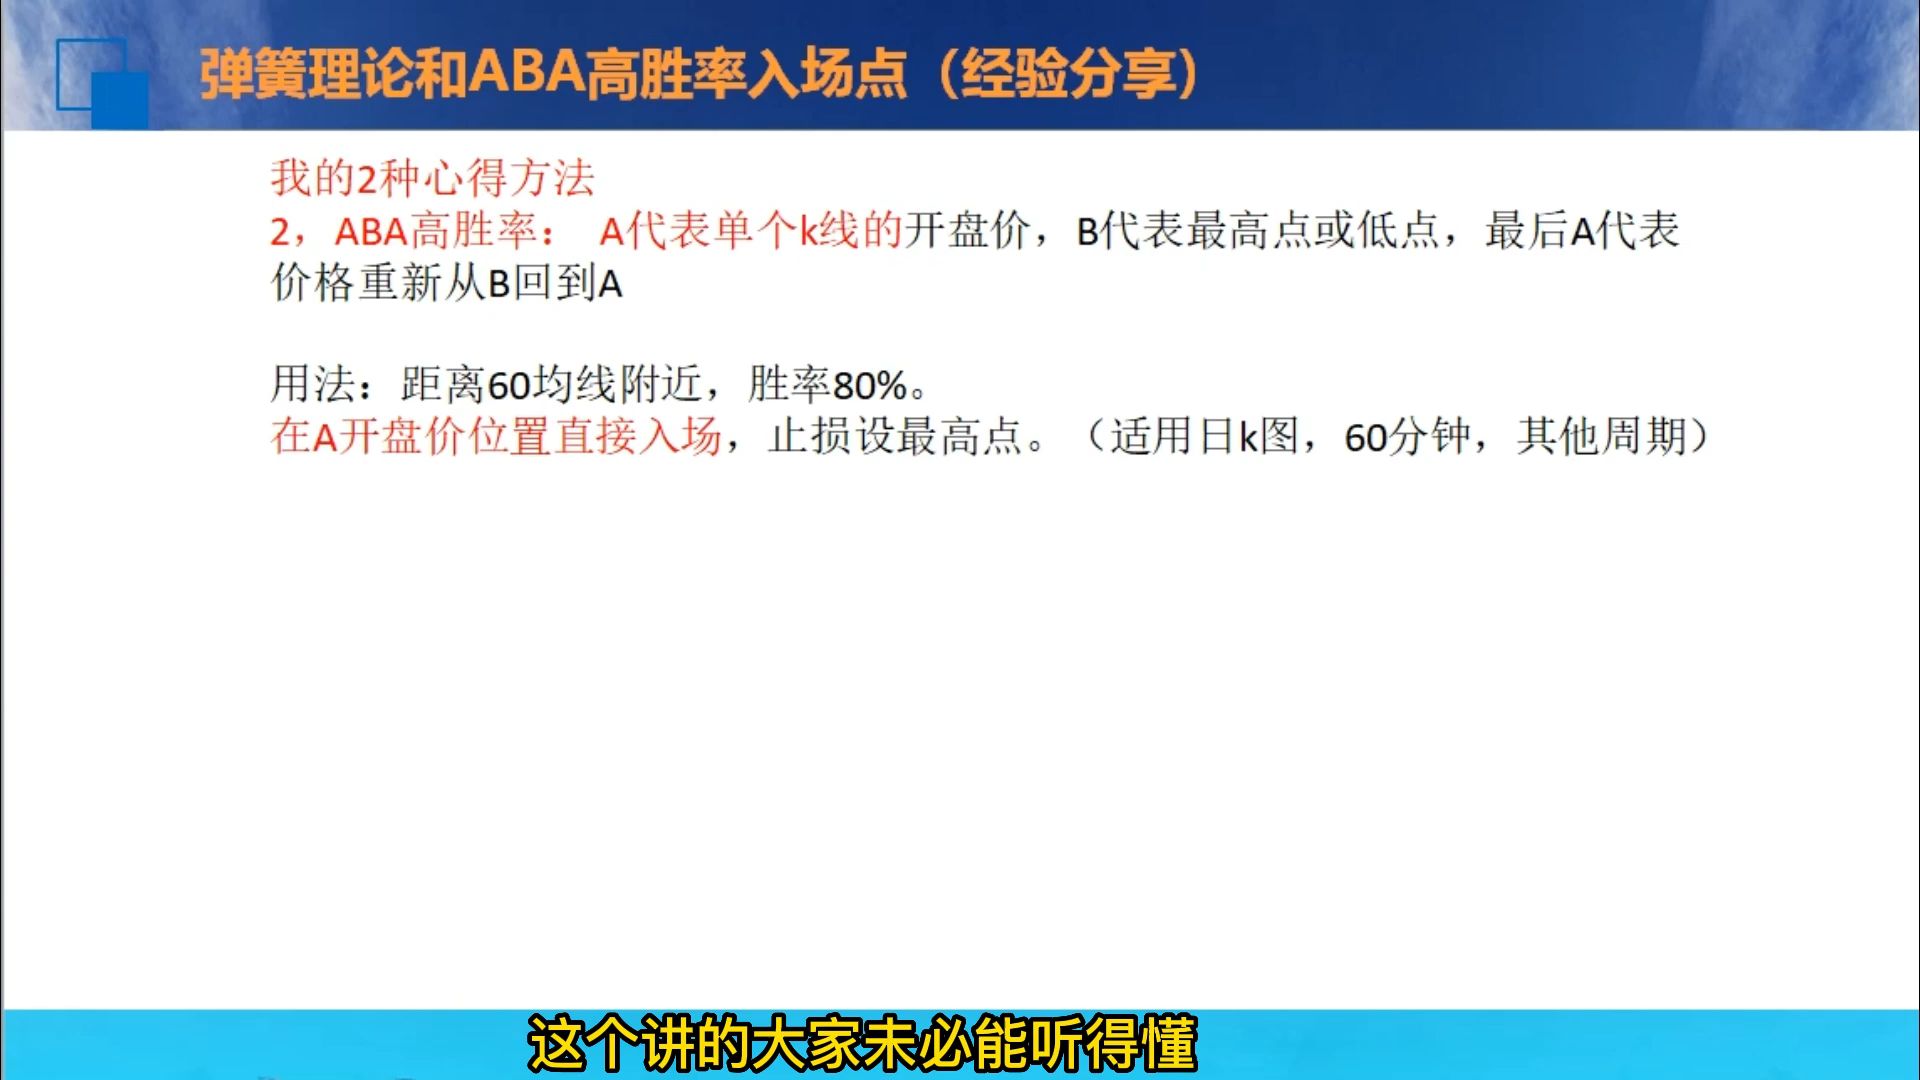 弹簧理论和ABA高胜率入场点（经验分享）
我的2种心得方法
2，ABA高胜率： A代表单个k线的开盘价，B代表最高点或低点，最后A代表
价格重新从B回到A
用法：距离60均线附近，胜率80%。
在A开盘价位置直接入场，止损设最高点。（适用日k图，60分钟，其他周期）
这个讲的大家未必能听得懂